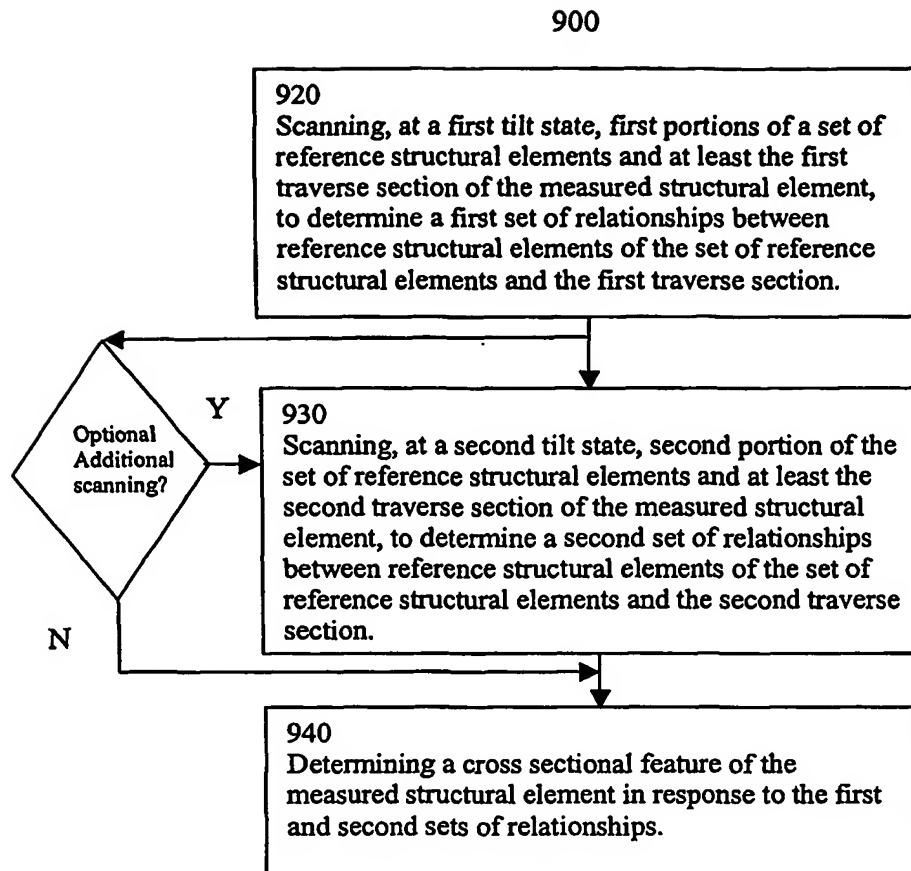 900
920
Scanning, at a first tilt state, first portions of a set of
reference structural elements and at least the first
traverse section of the measured structural element,
to determine a first set of relationships between
reference structural elements of the set of reference
structural elements and the first traverse section.
Optional
Additional
scanning?
Y
N
930
Scanning, at a second tilt state, second portion of the
set of reference structural elements and at least the
second traverse section of the measured structural
element, to determine a second set of relationships
between reference structural elements of the set of
reference structural elements and the second traverse
section.
940
Determining a cross sectional feature of the
measured structural element in response to the first
and second sets of relationships.